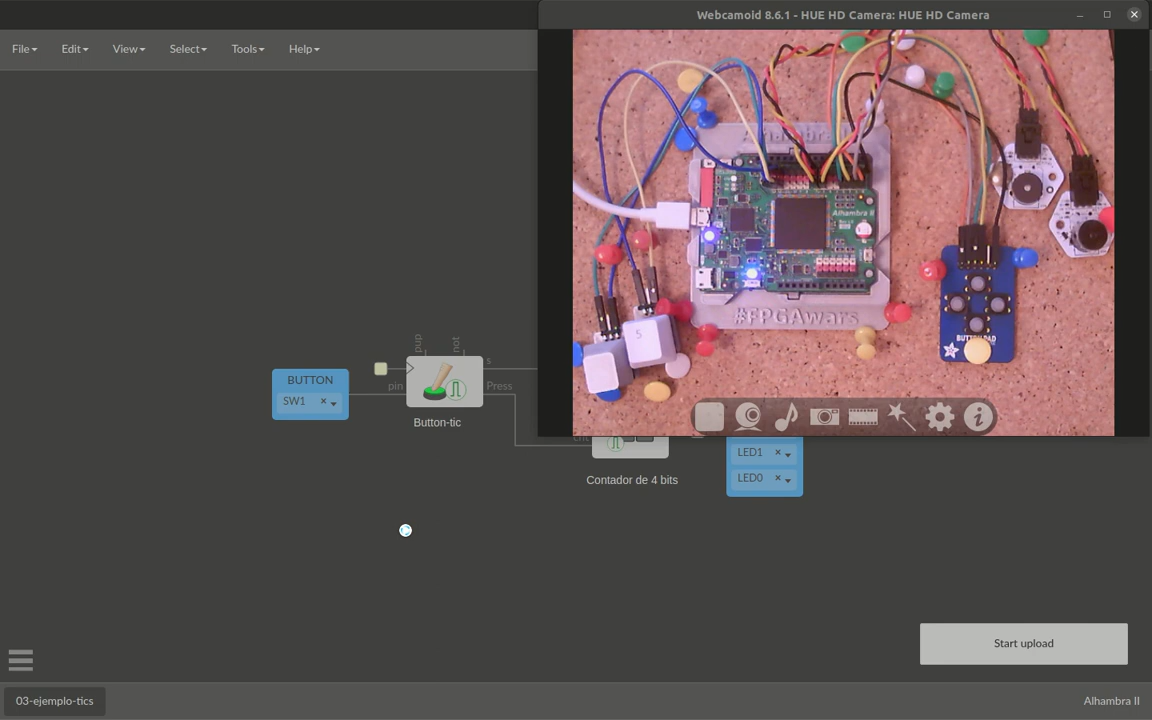 Webcamoid 8.6.1 - HUE HD Camera: HUE HD Camera
File
Edit
View
Select
Tools
Help
Alhambra II
#FPGAwars
5
pup
not
s
pin
Press
BUTTON
SW1
Button-tic
cnt
Contador de 4 bits
LED1
LED0
Start upload
03-ejemplo-tics
Alhambra II